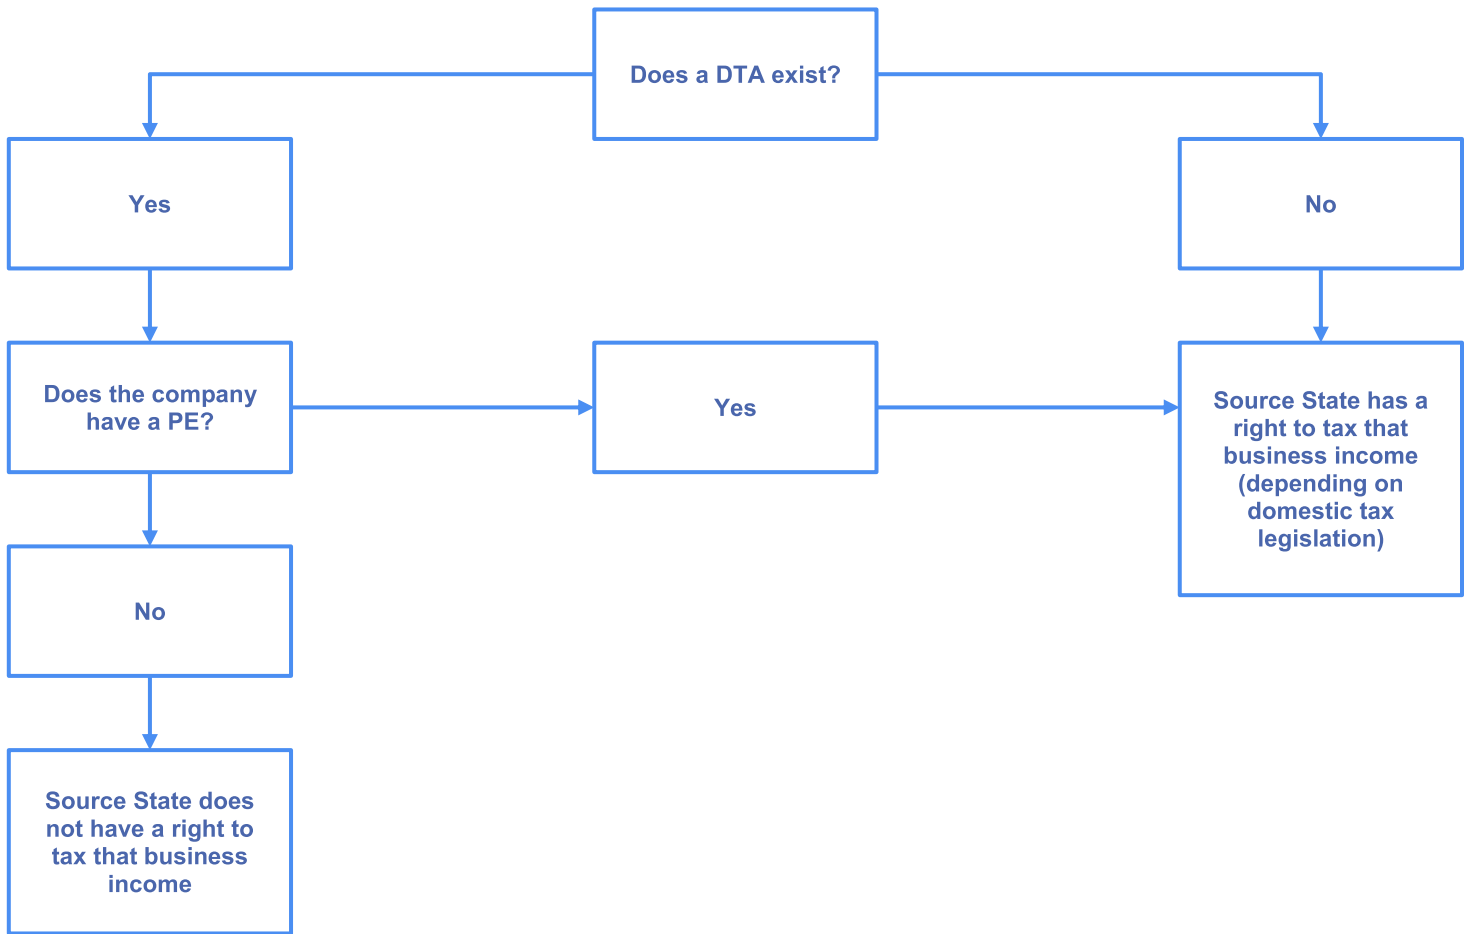 Does a DTA exist?
Yes
No
Does the company
have a PE?
Yes
Source State has a
right to tax that
business income
(depending on
domestic tax
legislation)
No
Source State does
not have a right to
tax that business
income